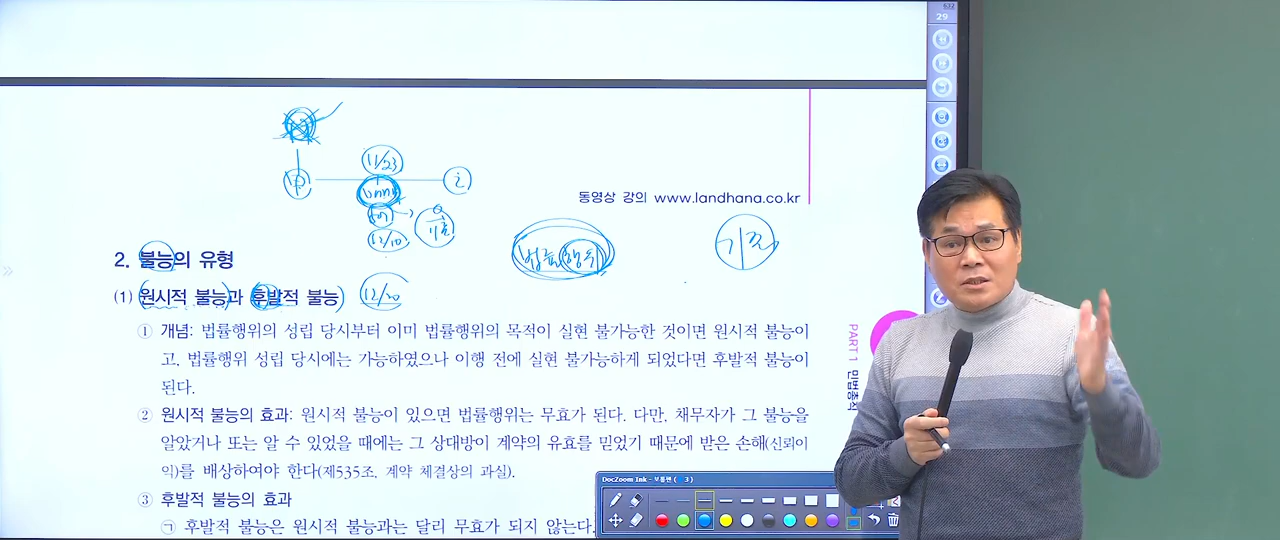 29
11/23
12/10
무효
법률행위
기준
동영상 강의 www.landhana.co.kr
2. 불능의 유형
(1) 원시적 불능과 후발적 불능) 12/20
① 개념: 법률행위의 성립 당시부터 이미 법률행위의 목적이 실현 불가능한 것이면 원시적 불능이
고, 법률행위 성립 당시에는 가능하였으나 이행 전에 실현 불가능하게 되었다면 후발적 불능이
된다.
② 원시적 불능의 효과: 원시적 불능이 있으면 법률행위는 무효가 된다. 다만, 채무자가 그 불능을
알았거나 또는 알 수 있었을 때에는 그 상대방이 계약의 유효를 믿었기 때문에 받은 손해(신뢰이
익)를 배상하여야 한다(제535조, 계약 체결상의 과실).
③ 후발적 불능의 효과
㉠ 후발적 불능은 원시적 불능과는 달리 무효가 되지 않는다.
PART 1 민법총칙
DocZoom Ink - 보통펜 ( 3)